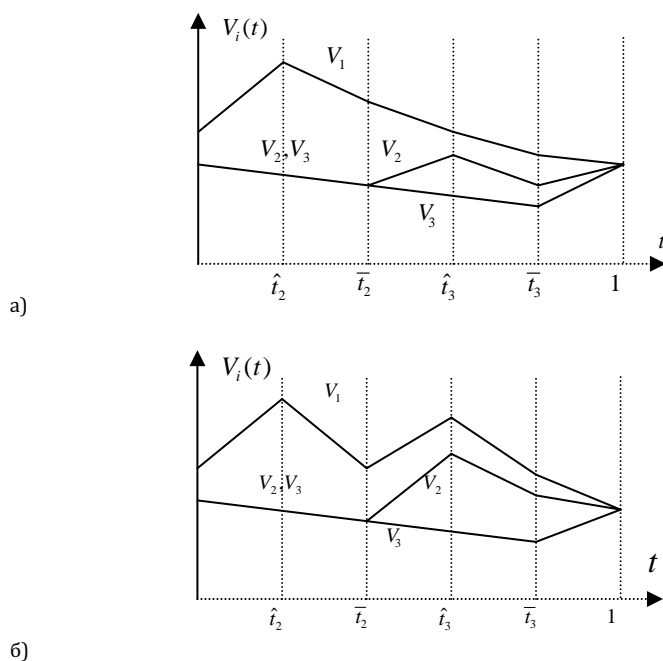 V_i(t)
V_1
V_2,V_3
V_2
V_3
t
t̂_2
t̄_2
t̂_3
t̄_3
1
а)
V_i(t)
V_1
V_2,V_3
V_2
V_3
t
t̂_2
t̄_2
t̂_3
t̄_3
1
б)